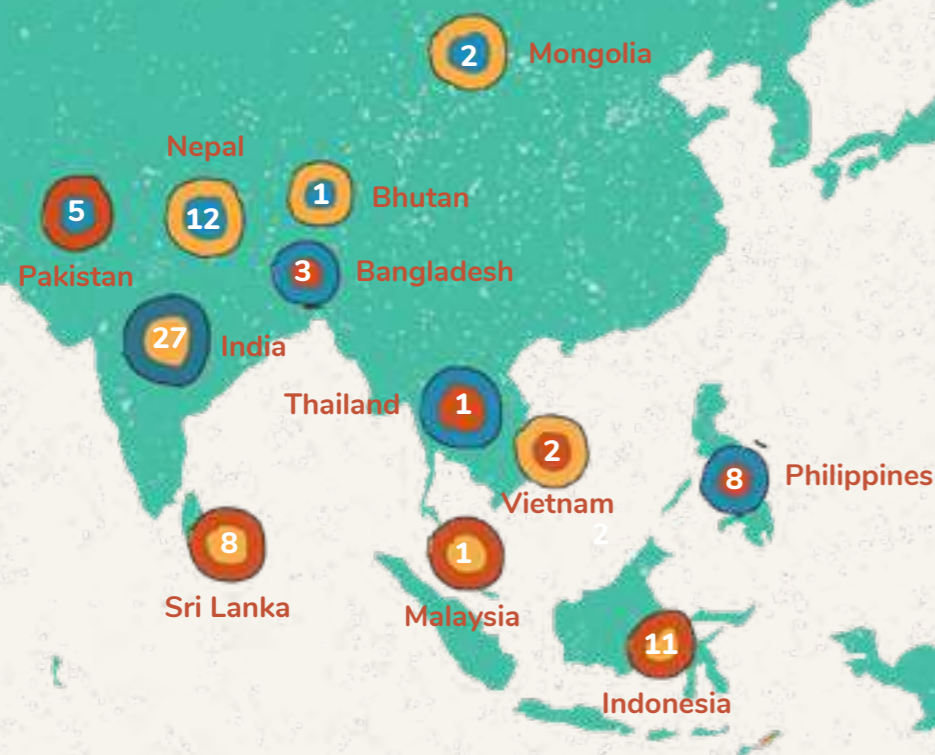 2
Mongolia
Nepal
5
12
1
Bhutan
Pakistan
3
Bangladesh
27
India
Thailand
1
2
Vietnam
8
Philippines
2
8
Sri Lanka
1
Malaysia
11
Indonesia